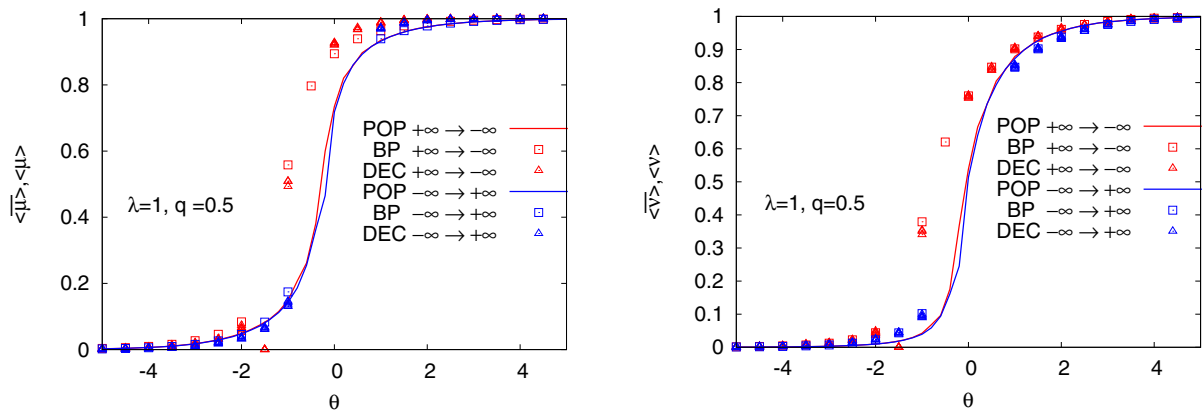 1
0.8
0.6
0.4
0.2
0
-4
-2
0
2
4
θ
<μ>, <μ>
POP +∞ → −∞
BP +∞ → −∞
DEC +∞ → −∞
POP −∞ → +∞
BP −∞ → +∞
DEC −∞ → +∞
λ=1, q =0.5
1
0.9
0.8
0.7
0.6
0.5
0.4
0.3
0.2
0.1
0
-4
-2
0
2
4
θ
<ν>, <ν>
POP +∞ → −∞
BP +∞ → −∞
DEC +∞ → −∞
POP −∞ → +∞
BP −∞ → +∞
DEC −∞ → +∞
λ=1, q=0.5